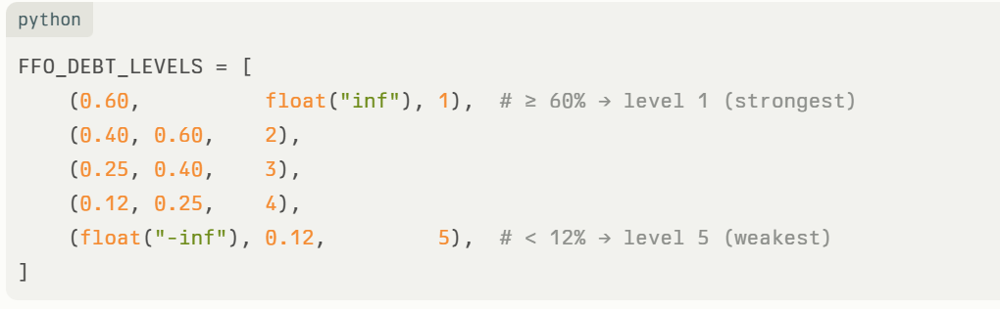 python
FFO_DEBT_LEVELS = [
    (0.60,          float("inf"), 1),  # ≥ 60% → level 1 (strongest)
    (0.40, 0.60,    2),
    (0.25, 0.40,    3),
    (0.12, 0.25,    4),
    (float("-inf"), 0.12,         5),  # < 12% → level 5 (weakest)
]